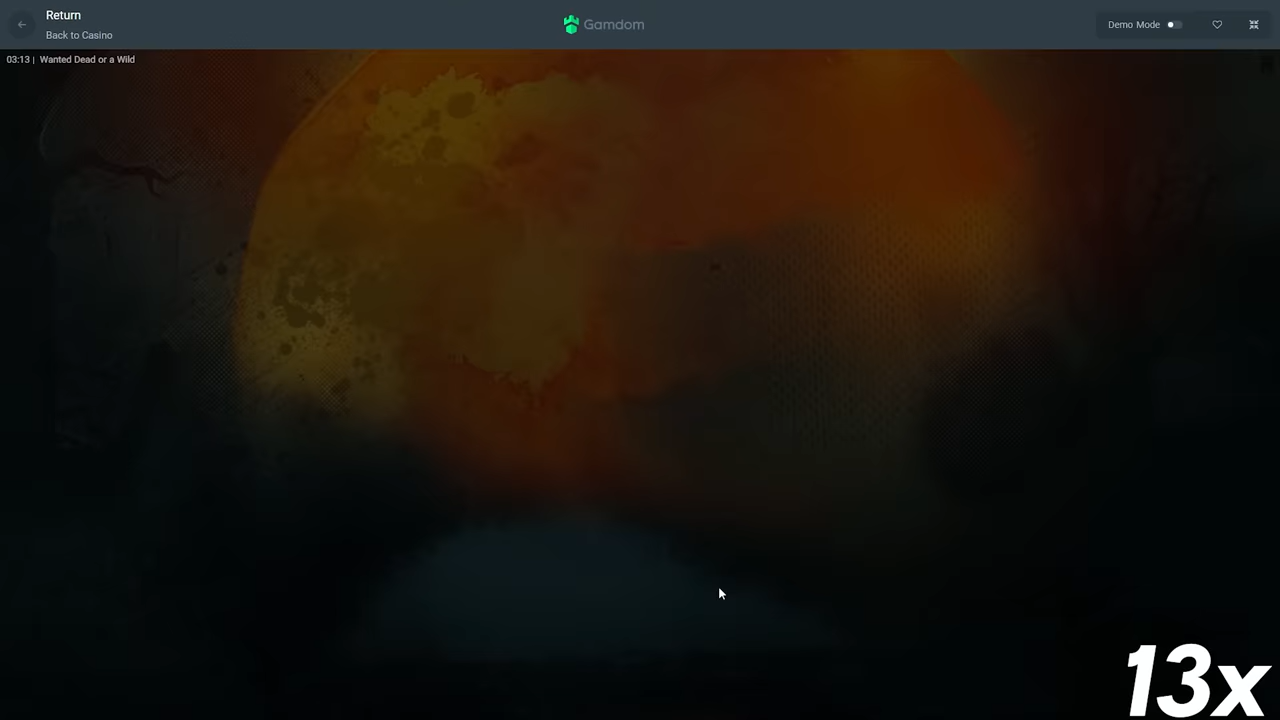 Return
Back to Casino
Gamdom
Demo Mode
03:13 | Wanted Dead or a Wild
13x